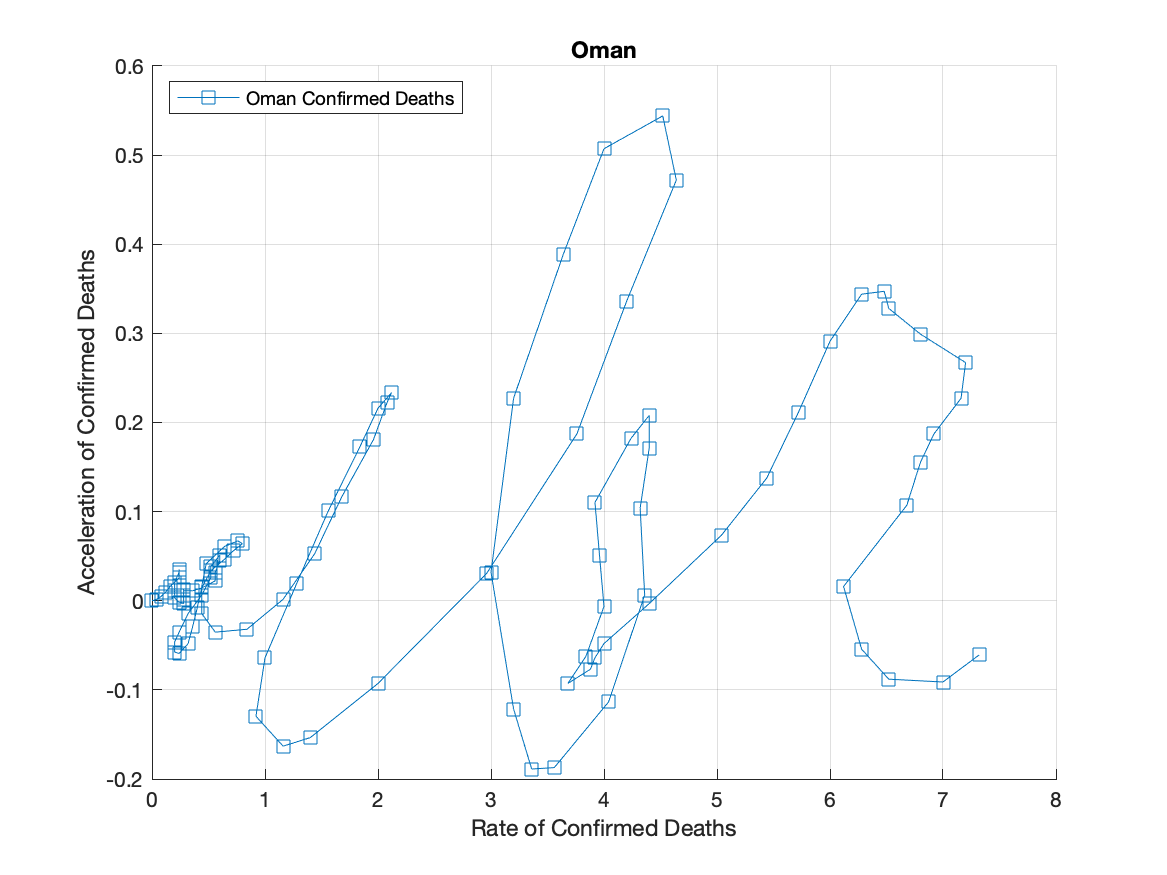 Oman
Oman Confirmed Deaths
0.6
0.5
0.4
0.3
0.2
0.1
0
-0.1
-0.2
0 1 2 3 4 5 6 7 8
Acceleration of Confirmed Deaths
Rate of Confirmed Deaths